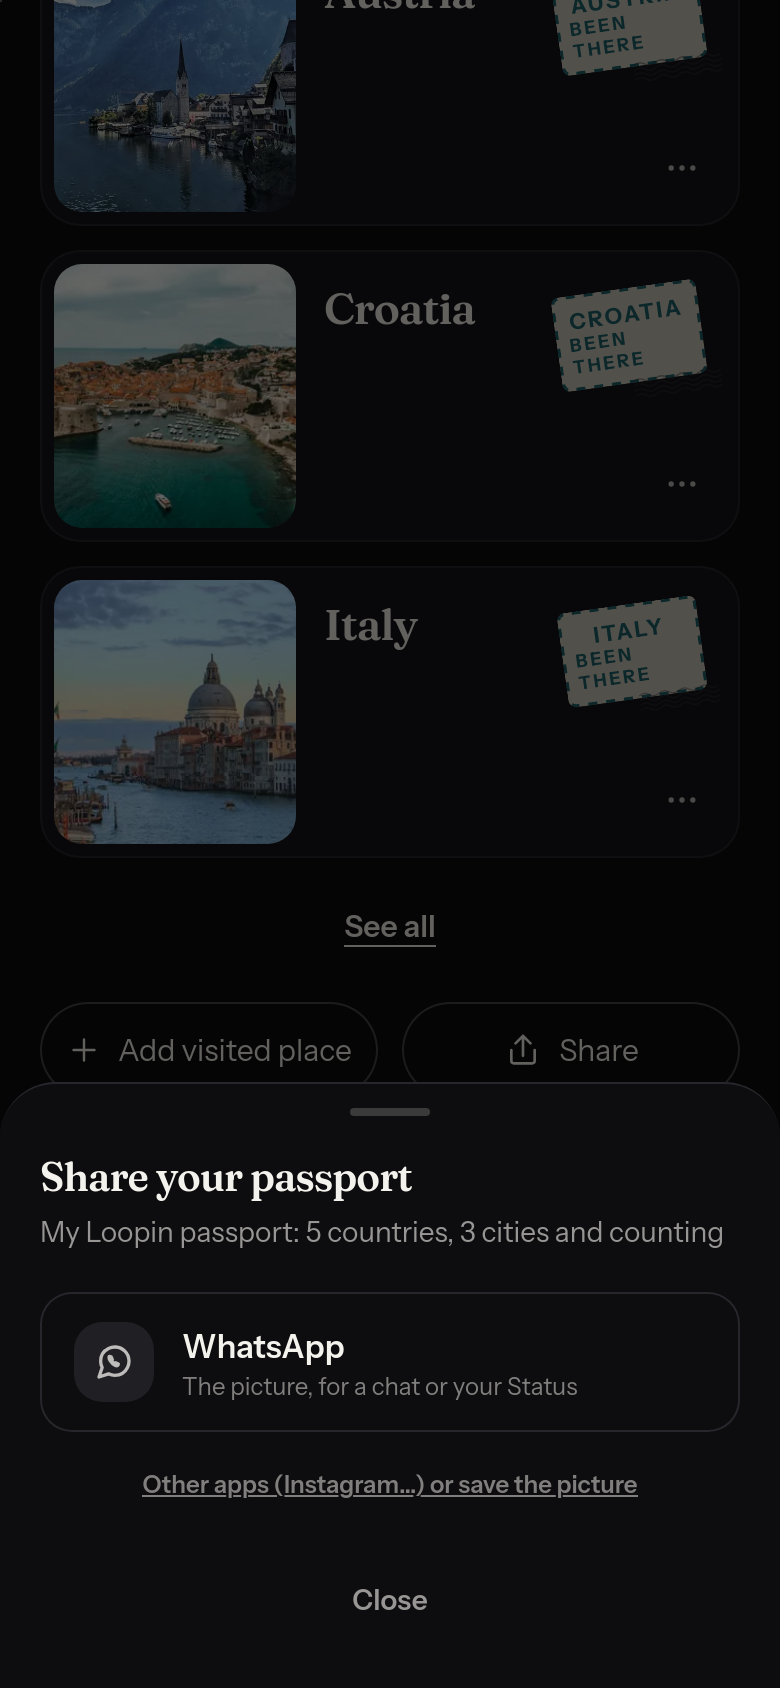 Austria
AUSTRIA
BEEN
THERE
Croatia
CROATIA
BEEN
THERE
Italy
ITALY
BEEN
THERE
See all
Add visited place
Share
Share your passport
My Loopin passport: 5 countries, 3 cities and counting
WhatsApp
The picture, for a chat or your Status
Other apps (Instagram...) or save the picture
Close